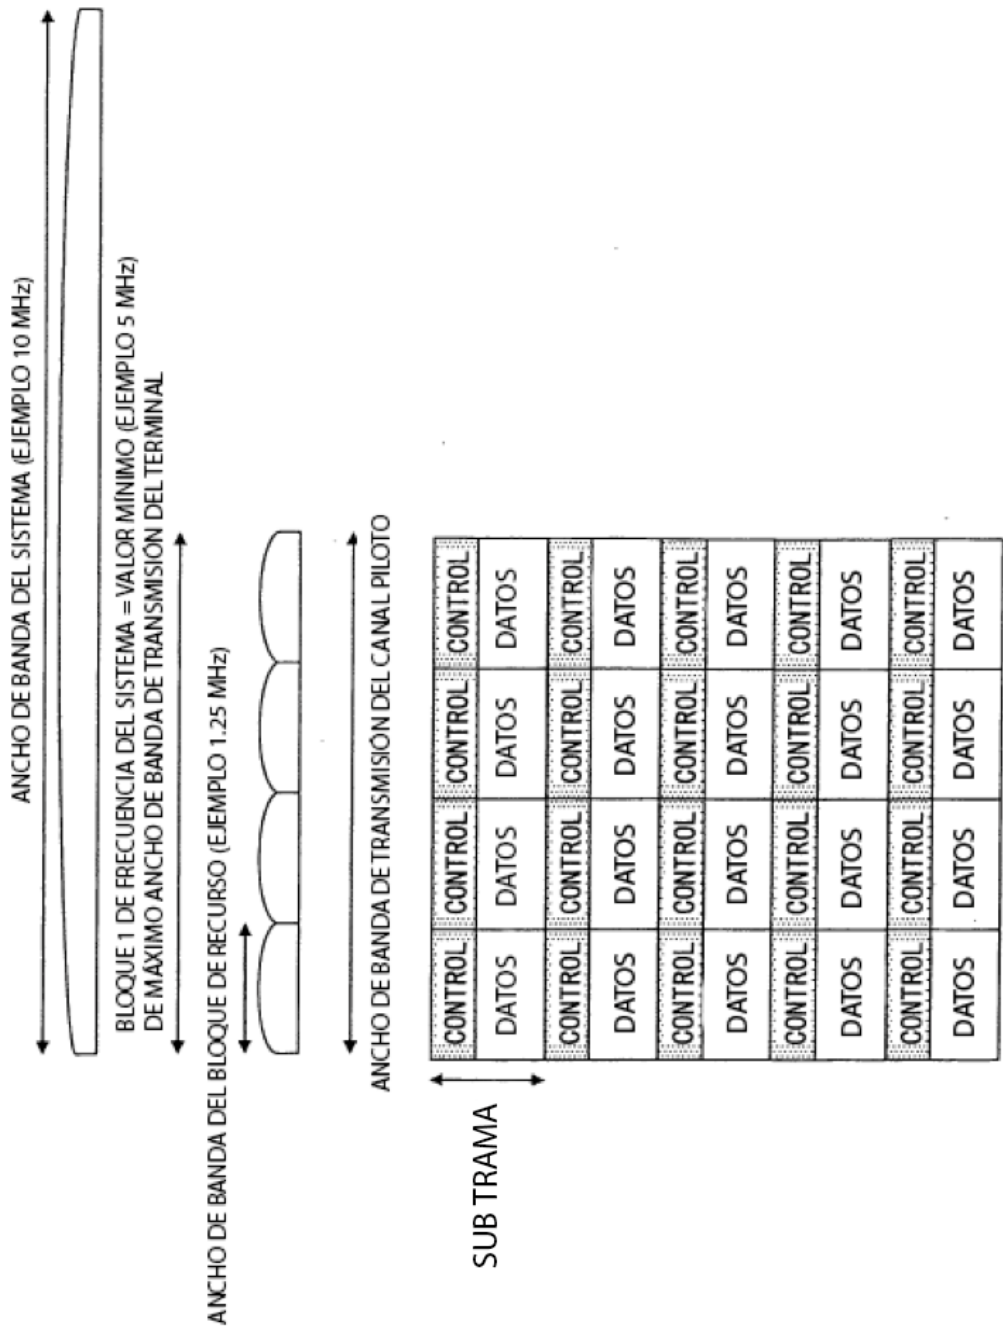 ANCHO DE BANDA DEL SISTEMA (EJEMPLO 10 MHz)
BLOQUE 1 DE FRECUENCIA DEL SISTEMA = VALOR MÍNIMO (EJEMPLO 5 MHz)
DE MÁXIMO ANCHO DE BANDA DE TRANSMISIÓN DEL TERMINAL
ANCHO DE BANDA DEL BLOQUE DE RECURSO (EJEMPLO 1.25 MHz)
ANCHO DE BANDA DE TRANSMISIÓN DEL CANAL PILOTO
SUB TRAMA
CONTROL CONTROL CONTROL CONTROL
DATOS DATOS DATOS DATOS
CONTROL CONTROL CONTROL CONTROL
DATOS DATOS DATOS DATOS
CONTROL CONTROL CONTROL CONTROL
DATOS DATOS DATOS DATOS
CONTROL CONTROL CONTROL CONTROL
DATOS DATOS DATOS DATOS
CONTROL CONTROL CONTROL CONTROL
DATOS DATOS DATOS DATOS